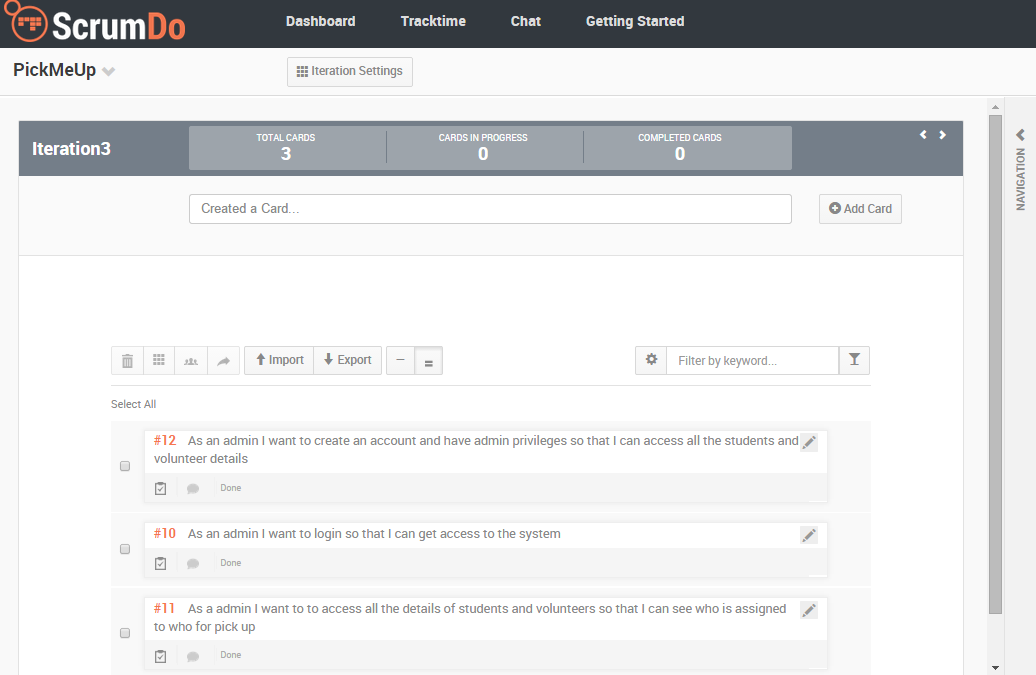 ScrumDo Dashboard Tracktime Chat Getting Started
PickMeUp Iteration Settings
Iteration3
TOTAL CARDS CARDS IN PROGRESS COMPLETED CARDS
3 0 0
NAVIGATION
Created a Card... Add Card
Import Export Filter by keyword...
Select All
#12 As an admin I want to create an account and have admin privileges so that I can access all the students and
volunteer details
Done
#10 As an admin I want to login so that I can get access to the system
Done
#11 As a admin I want to to access all the details of students and volunteers so that I can see who is assigned
to who for pick up
Done